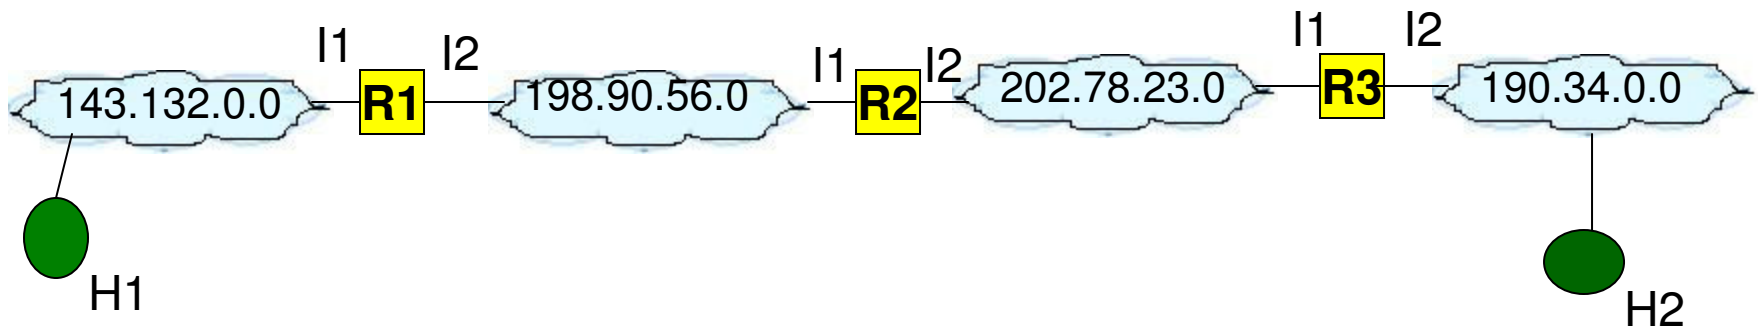 I1
I2
I1
I2
I1
I2
143.132.0.0
R1
198.90.56.0
R2
202.78.23.0
R3
190.34.0.0
H1
H2